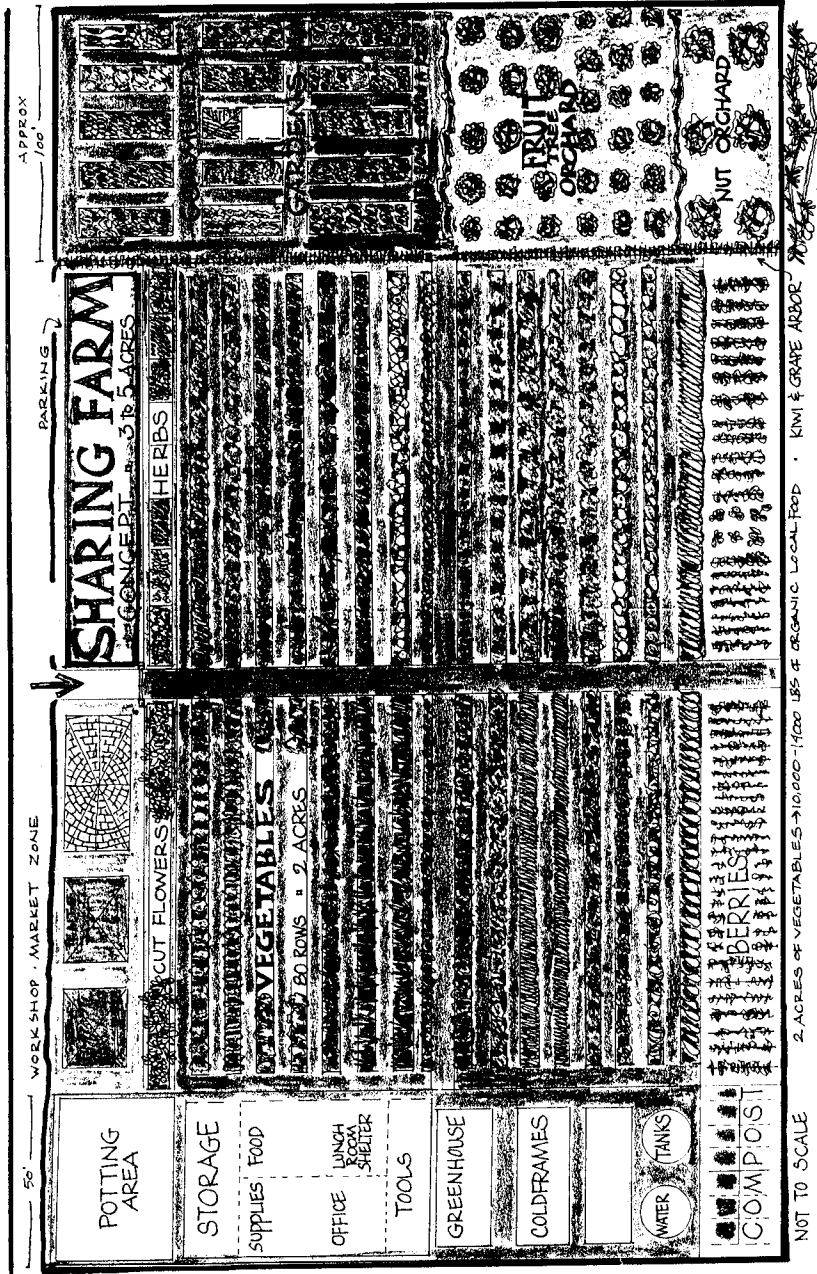 50'
WORKSHOP · MARKET ZONE
PARKING
APPROX
100'
SHARING FARM
CONCEPT - 3 to 5 ACRES
POTTING
AREA
CUT FLOWERS
HERBS
GARDENS
STORAGE
SUPPLIES
FOOD
OFFICE
LUNCH
ROOM
SHELTER
TOOLS
VEGETABLES
80 ROWS = 2 ACRES
GREENHOUSE
COLDFRAMES
WATER
TANKS
FRUIT
TREE
ORCHARD
NUT ORCHARD
COMPOST
BERRIES
NOT TO SCALE
2 ACRES OF VEGETABLES → 10,000 - 14,00 LBS OF ORGANIC LOCAL FOOD · KIWI & GRAPE ARBOR